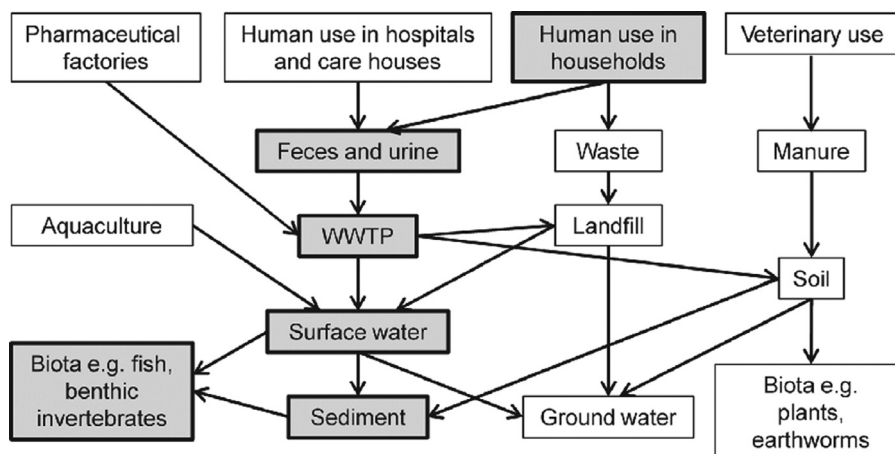 Pharmaceutical
factories
Human use in hospitals
and care houses
Human use in
households
Veterinary use
Feces and urine
Waste
Manure
Aquaculture
WWTP
Landfill
Soil
Surface water
Biota e.g. fish,
benthic
invertebrates
Sediment
Ground water
Biota e.g.
plants,
earthworms